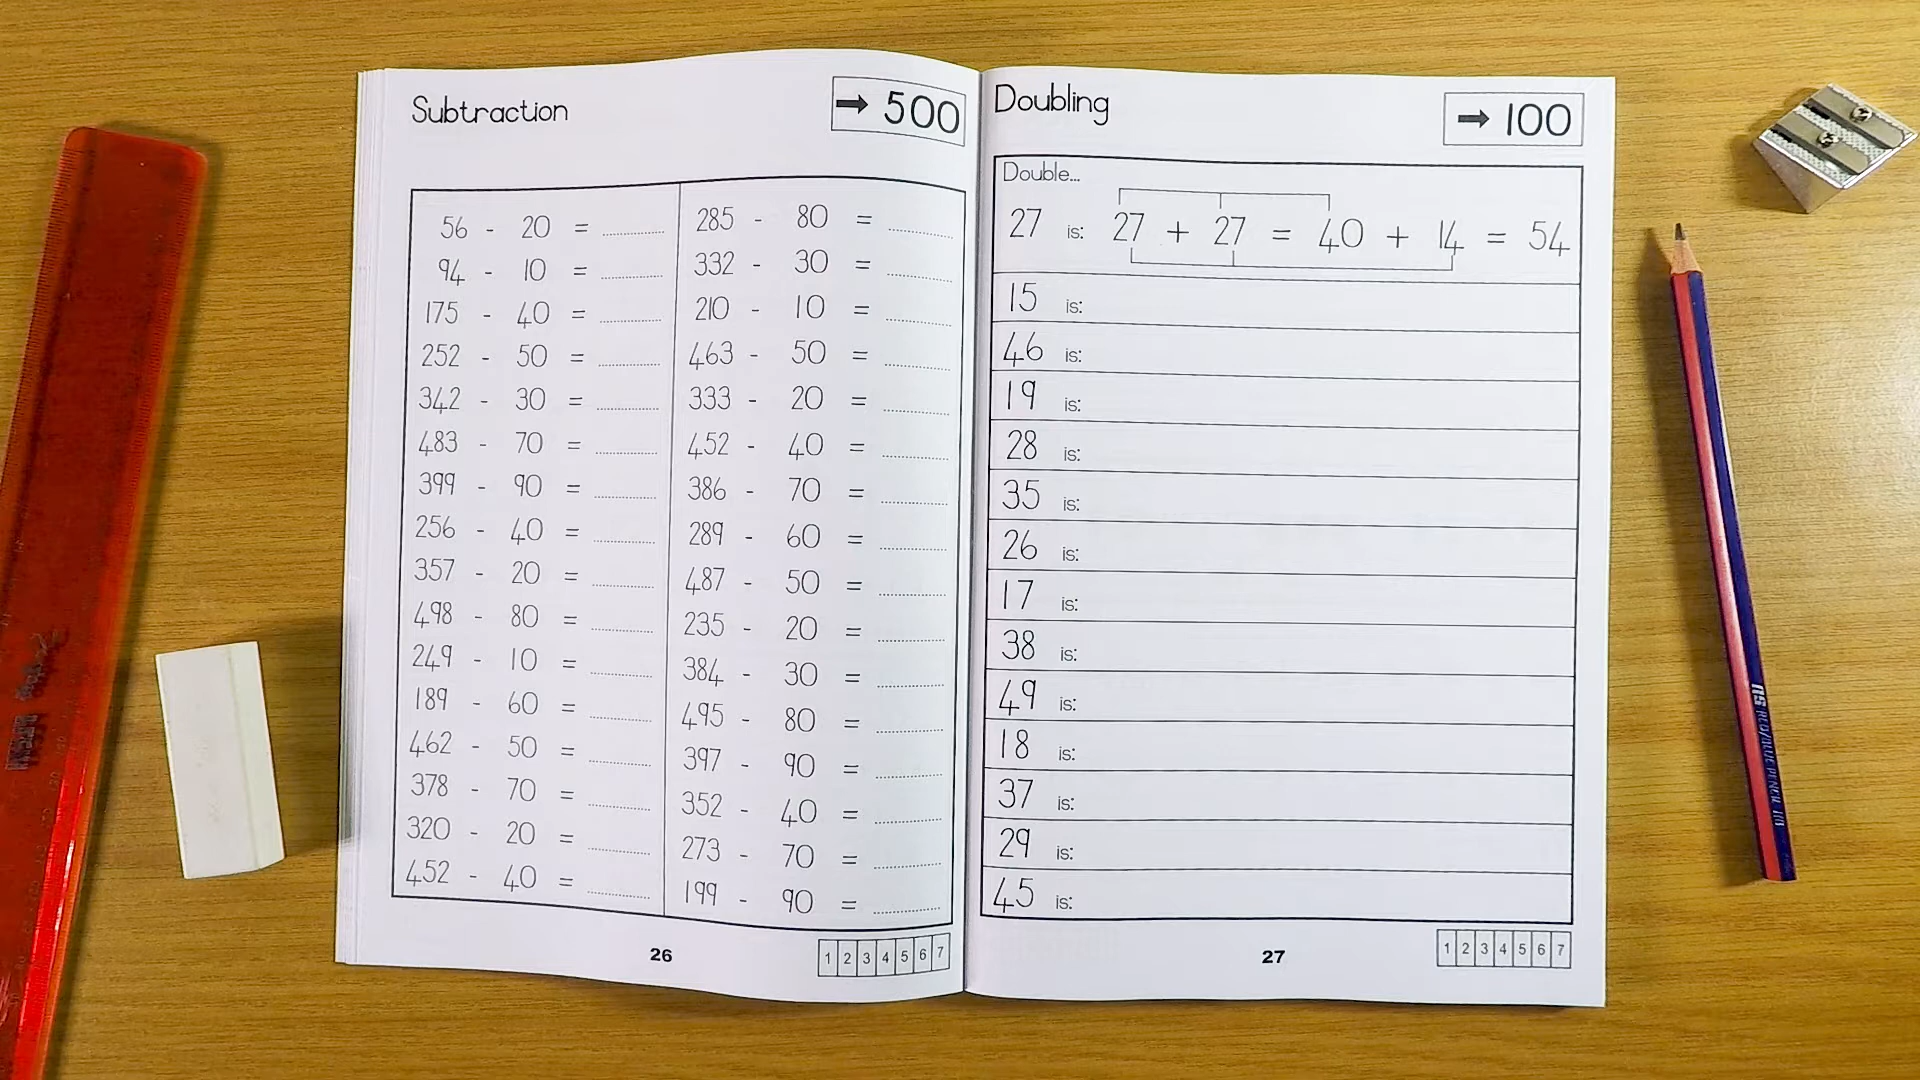 Subtraction
➡ 500
56 - 20 = ..........
94 - 10 = ..........
175 - 40 = ..........
252 - 50 = ..........
342 - 30 = ..........
483 - 70 = ..........
399 - 90 = ..........
256 - 40 = ..........
357 - 20 = ..........
498 - 80 = ..........
249 - 10 = ..........
189 - 60 = ..........
462 - 50 = ..........
378 - 70 = ..........
320 - 20 = ..........
452 - 40 = ..........
285 - 80 = ..........
332 - 30 = ..........
210 - 10 = ..........
463 - 50 = ..........
333 - 20 = ..........
452 - 40 = ..........
386 - 70 = ..........
289 - 60 = ..........
487 - 50 = ..........
235 - 20 = ..........
384 - 30 = ..........
495 - 80 = ..........
397 - 90 = ..........
352 - 40 = ..........
273 - 70 = ..........
199 - 90 = ..........
26
1 2 3 4 5 6 7
Doubling
➡ 100
Double...
27 is: 27 + 27 = 40 + 14 = 54
15 is:
46 is:
19 is:
28 is:
35 is:
26 is:
17 is:
38 is:
49 is:
18 is:
37 is:
29 is:
45 is:
27
1 2 3 4 5 6 7